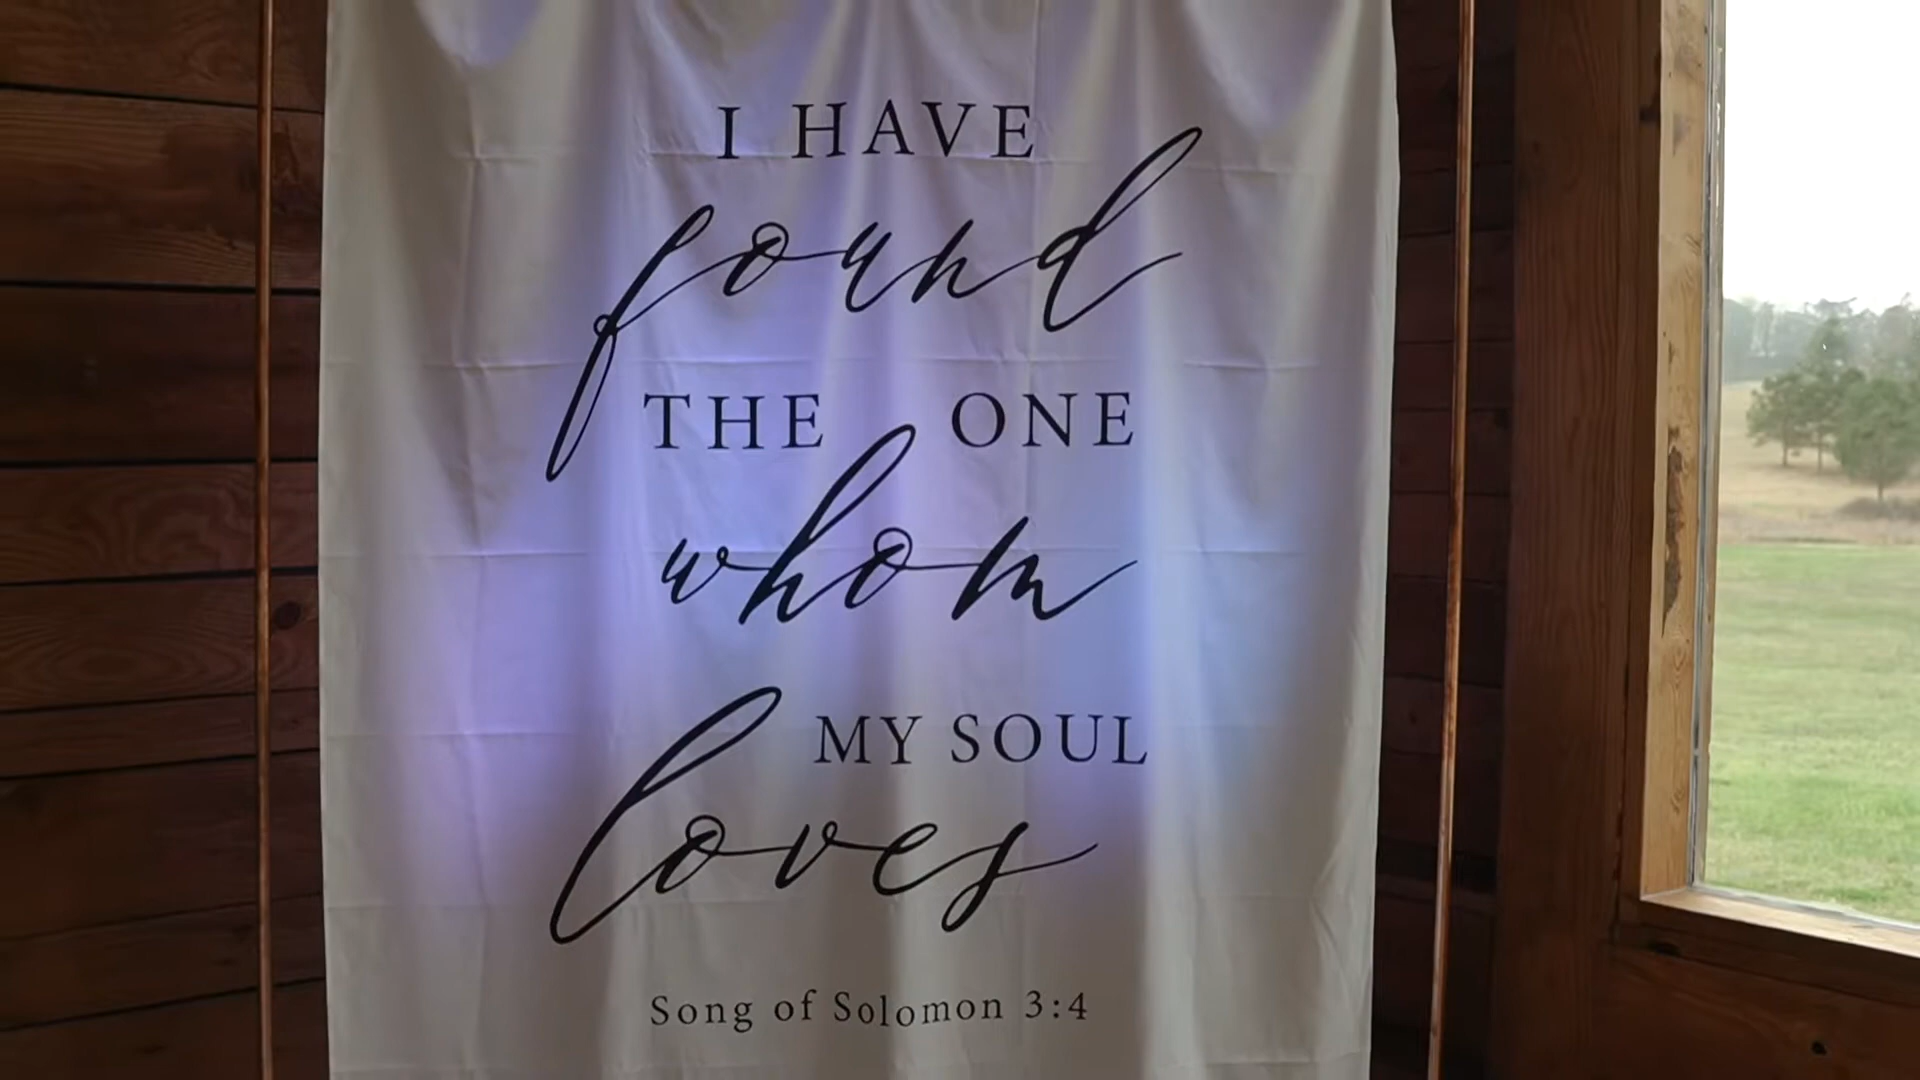 I HAVE
found
THE ONE
whom
MY SOUL
loves
Song of Solomon 3:4